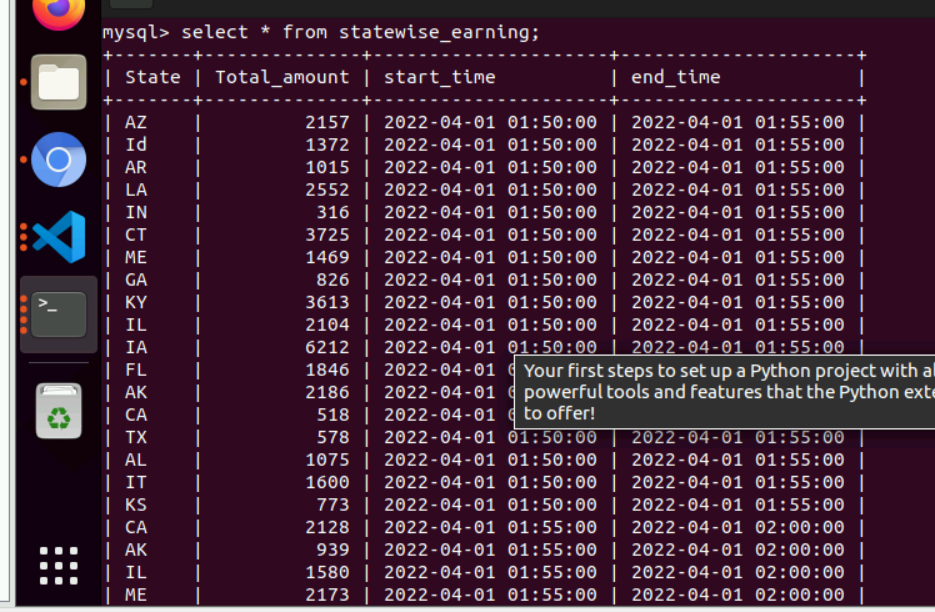 mysql> select * from statewise_earning;
+-------+--------------+---------------------+---------------------+
| State | Total_amount | start_time | end_time |
+-------+--------------+---------------------+---------------------+
| AZ | 2157 | 2022-04-01 01:50:00 | 2022-04-01 01:55:00 |
| Id | 1372 | 2022-04-01 01:50:00 | 2022-04-01 01:55:00 |
| AR | 1015 | 2022-04-01 01:50:00 | 2022-04-01 01:55:00 |
| LA | 2552 | 2022-04-01 01:50:00 | 2022-04-01 01:55:00 |
| IN | 316 | 2022-04-01 01:50:00 | 2022-04-01 01:55:00 |
| CT | 3725 | 2022-04-01 01:50:00 | 2022-04-01 01:55:00 |
| ME | 1469 | 2022-04-01 01:50:00 | 2022-04-01 01:55:00 |
| GA | 826 | 2022-04-01 01:50:00 | 2022-04-01 01:55:00 |
| KY | 3613 | 2022-04-01 01:50:00 | 2022-04-01 01:55:00 |
| IL | 2104 | 2022-04-01 01:50:00 | 2022-04-01 01:55:00 |
| IA | 6212 | 2022-04-01 01:50:00 | 2022-04-01 01:55:00 |
| FL | 1846 | 2022-04-01
| AK | 2186 | 2022-04-01
| CA | 518 | 2022-04-01
Your first steps to set up a Python project with
powerful tools and features that the Python
to offer!
| TX | 578 | 2022-04-01 01:50:00 | 2022-04-01 01:55:00 |
| AL | 1075 | 2022-04-01 01:50:00 | 2022-04-01 01:55:00 |
| IT | 1600 | 2022-04-01 01:50:00 | 2022-04-01 01:55:00 |
| KS | 773 | 2022-04-01 01:50:00 | 2022-04-01 01:55:00 |
| CA | 2128 | 2022-04-01 01:55:00 | 2022-04-01 02:00:00 |
| AK | 939 | 2022-04-01 01:55:00 | 2022-04-01 02:00:00 |
| IL | 1580 | 2022-04-01 01:55:00 | 2022-04-01 02:00:00 |
| ME | 2173 | 2022-04-01 01:55:00 | 2022-04-01 02:00:00 |